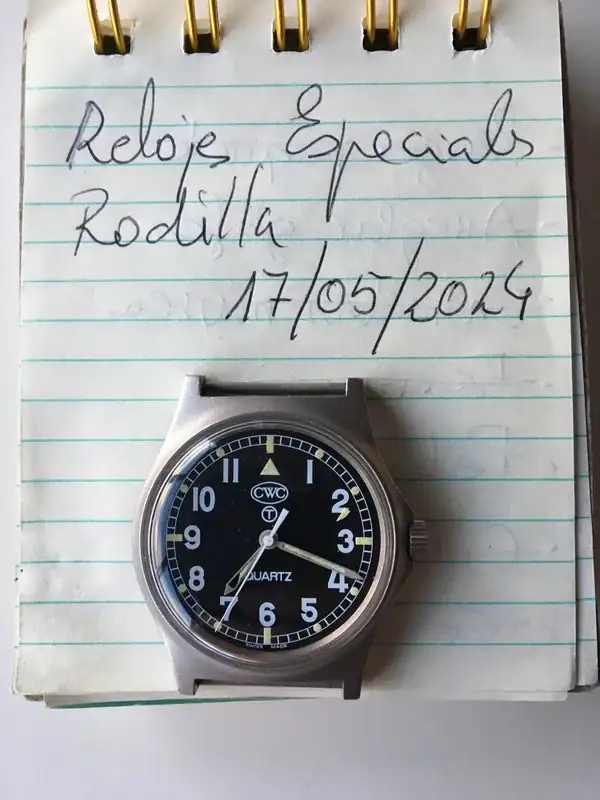 Relojes Especials
Rodilla
17/05/2024
11 1
10 2
9 3
8 4
7 5
6
CWC
T
QUARTZ
SWISS MADE